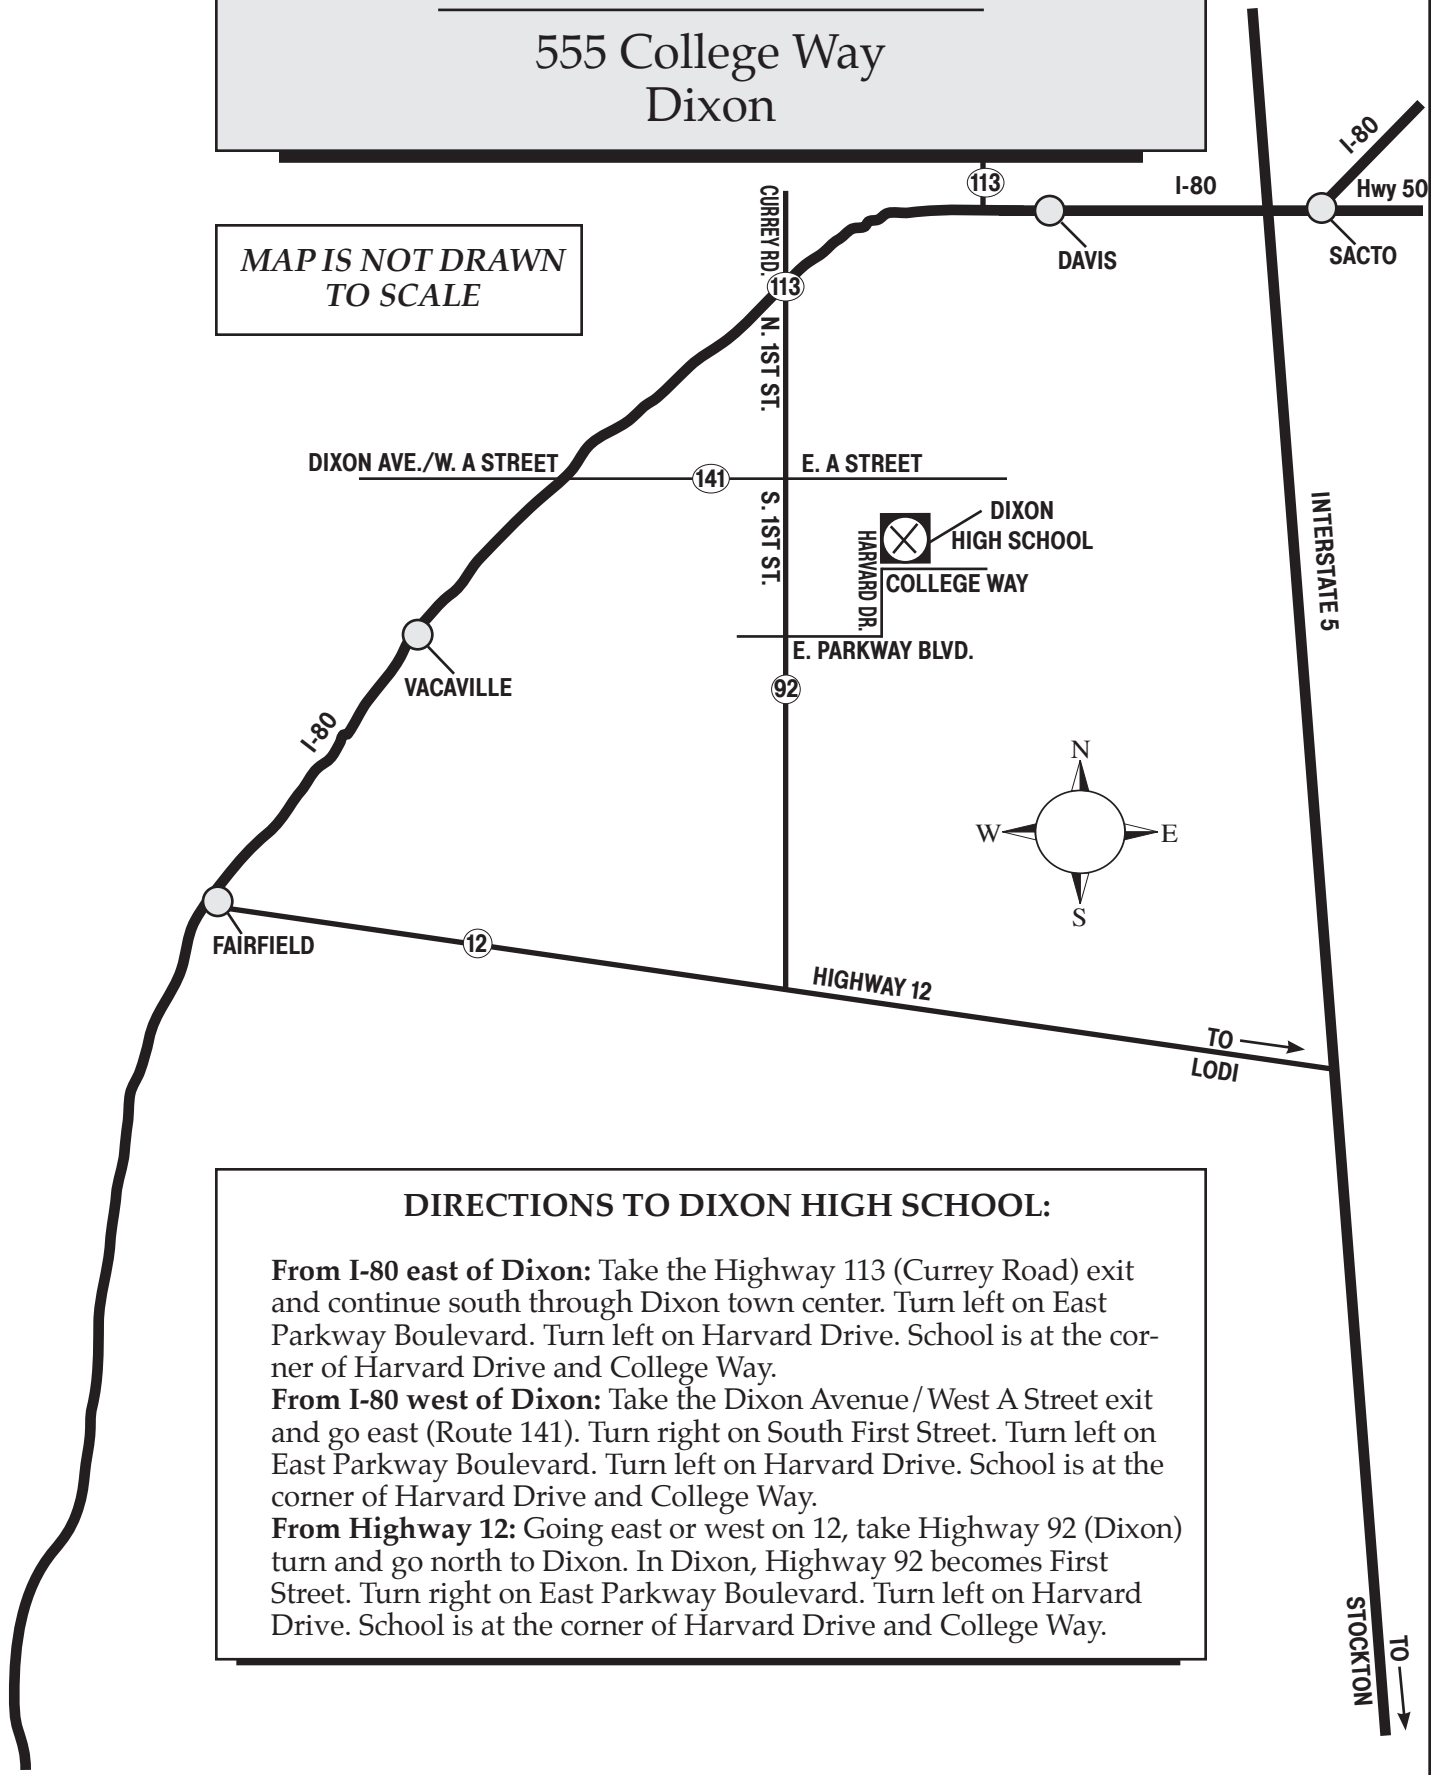 555 College Way
Dixon
I-80
113
I-80
Hwy 50
CURREY RD.
DAVIS
SACTO
MAP IS NOT DRAWN
TO SCALE
113
N. 1ST ST.
DIXON AVE./W. A STREET
141
E. A STREET
S. 1ST ST.
DIXON
HIGH SCHOOL
HARVARD DR.
COLLEGE WAY
INTERSTATE 5
E. PARKWAY BLVD.
VACAVILLE
92
I-80
N
W
E
S
FAIRFIELD
12
HIGHWAY 12
TO
LODI
DIRECTIONS TO DIXON HIGH SCHOOL:
From I-80 east of Dixon: Take the Highway 113 (Currey Road) exit
and continue south through Dixon town center. Turn left on East
Parkway Boulevard. Turn left on Harvard Drive. School is at the cor-
ner of Harvard Drive and College Way.
From I-80 west of Dixon: Take the Dixon Avenue/West A Street exit
and go east (Route 141). Turn right on South First Street. Turn left on
East Parkway Boulevard. Turn left on Harvard Drive. School is at the
corner of Harvard Drive and College Way.
From Highway 12: Going east or west on 12, take Highway 92 (Dixon)
turn and go north to Dixon. In Dixon, Highway 92 becomes First
Street. Turn right on East Parkway Boulevard. Turn left on Harvard
Drive. School is at the corner of Harvard Drive and College Way.
TO
STOCKTON